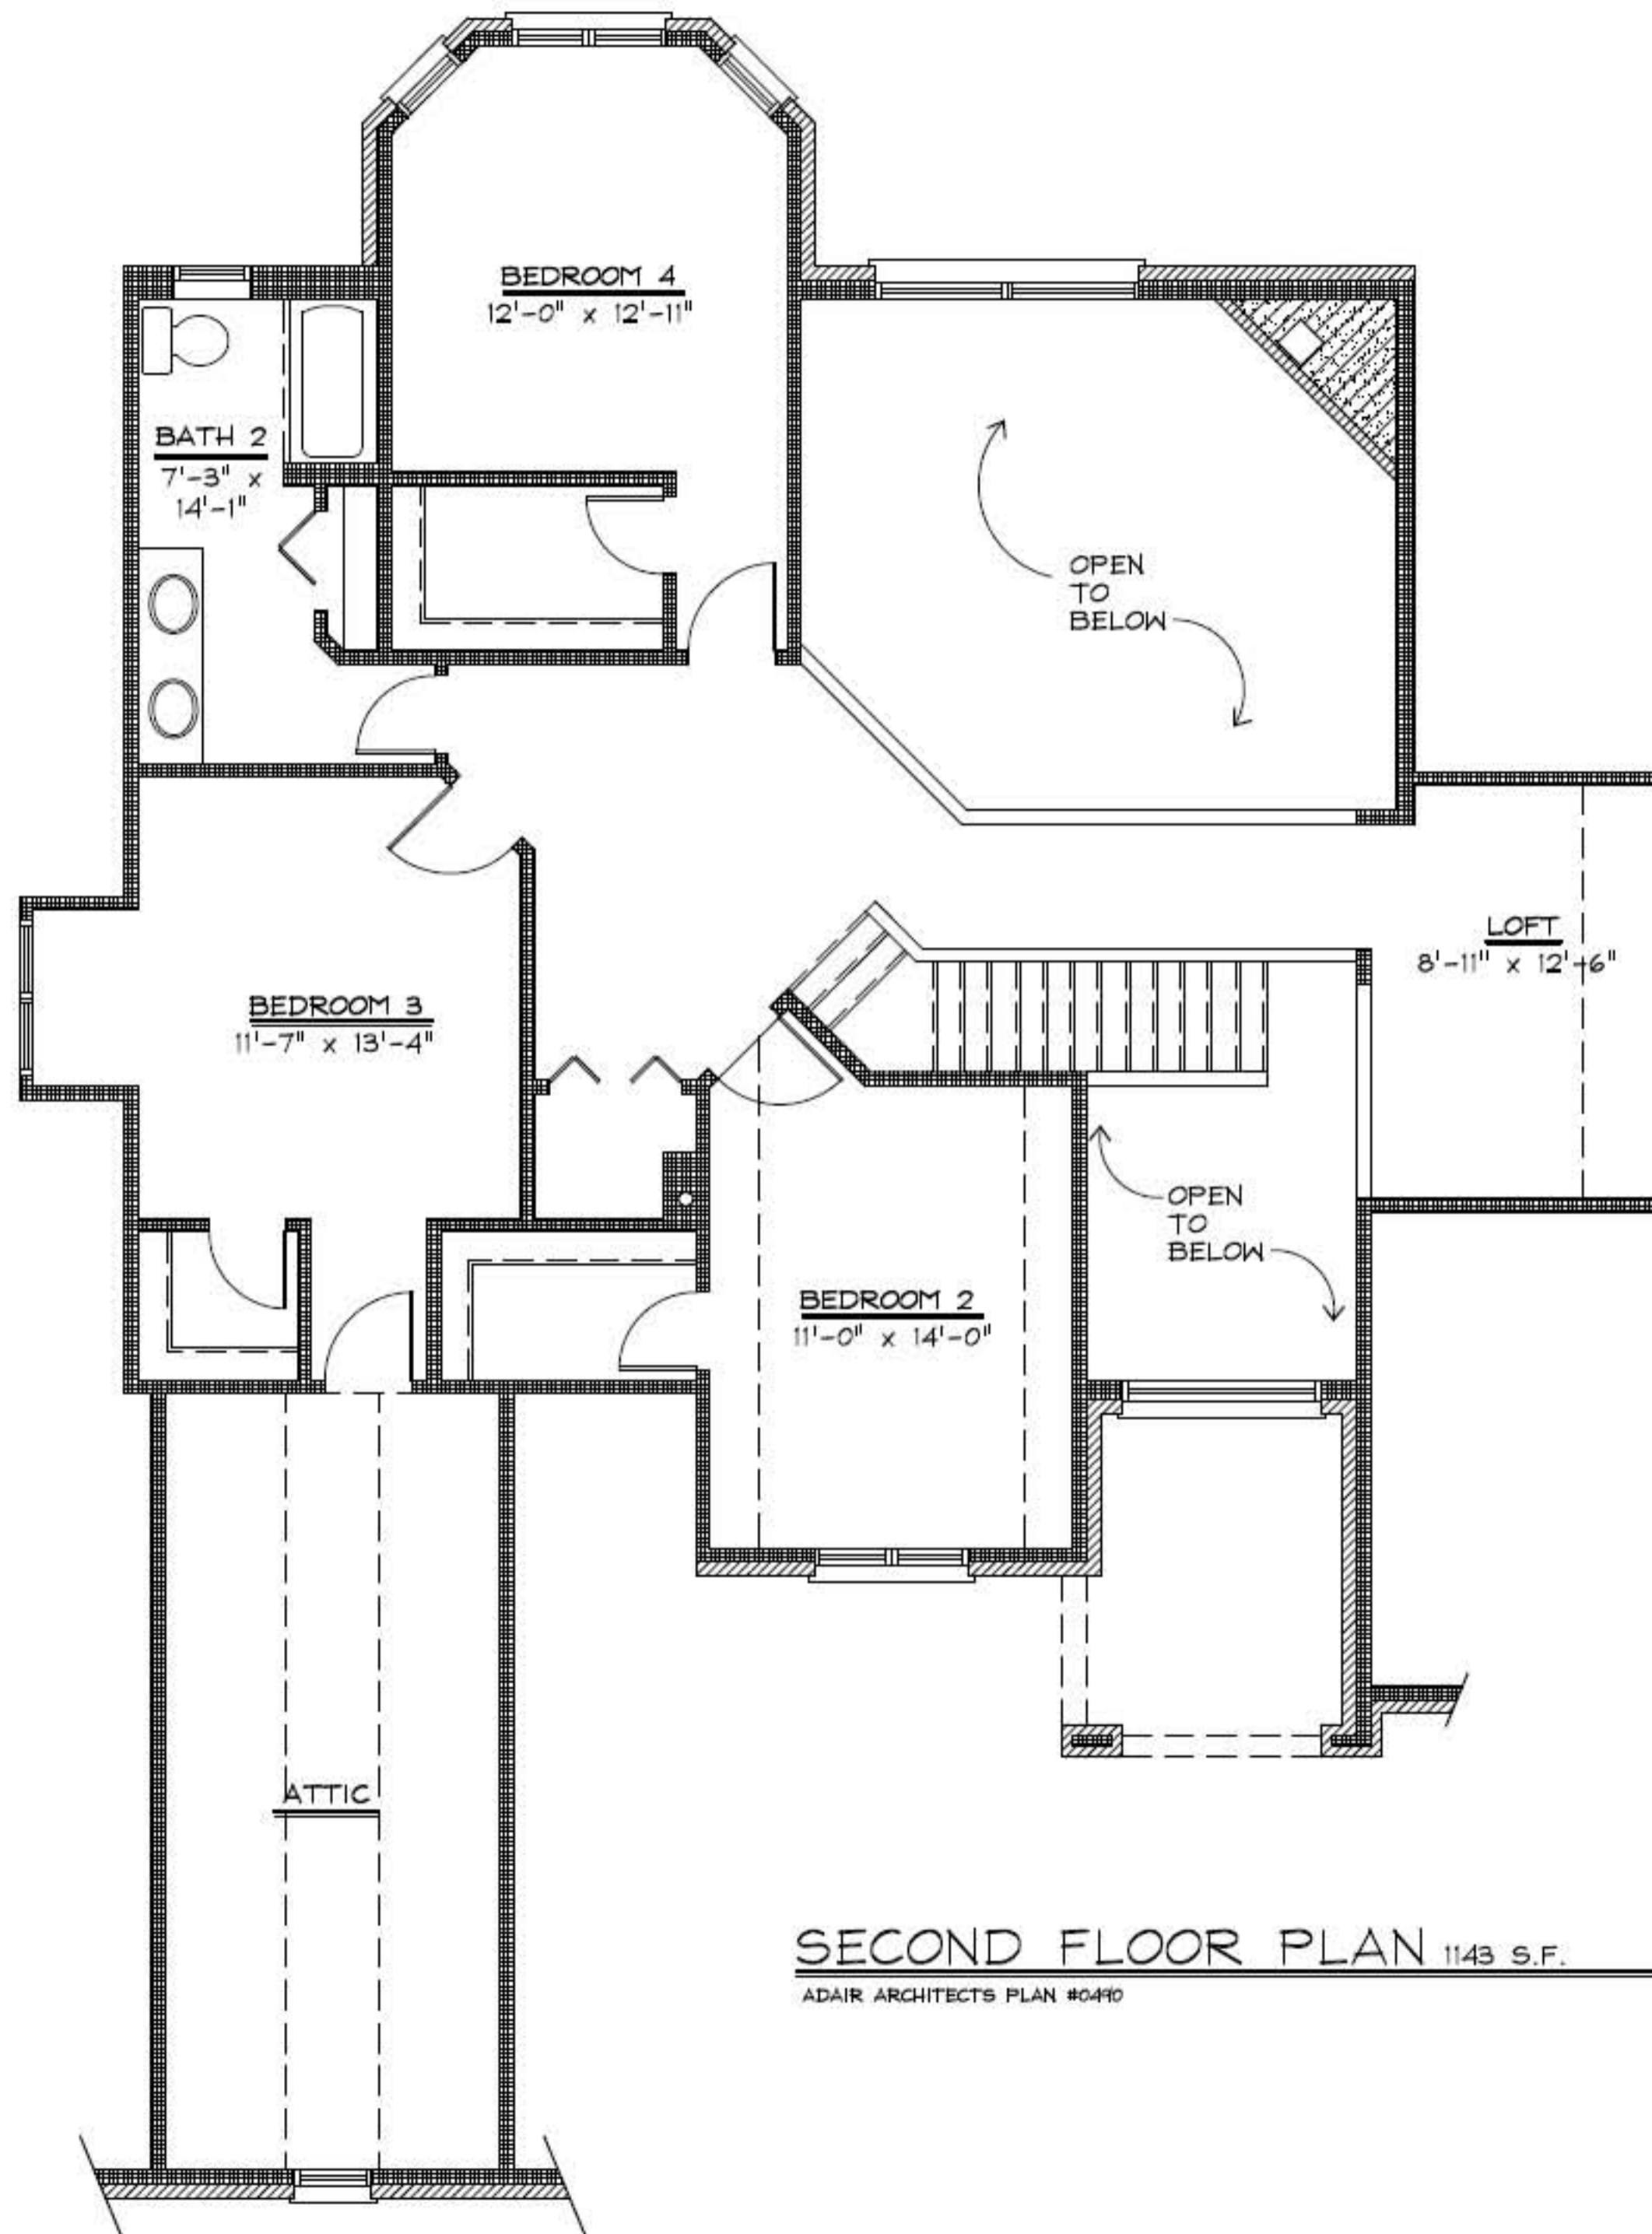 BEDROOM 4
12'-0" x 12'-11"
BATH 2
7'-3" x
14'-1"
OPEN
TO
BELOW
LOFT
8'-11" x 12'-6"
BEDROOM 3
11'-7" x 13'-4"
OPEN
TO
BELOW
BEDROOM 2
11'-0" x 14'-0"
ATTIC
SECOND FLOOR PLAN 1143 S.F.
ADAIR ARCHITECTS PLAN #0490